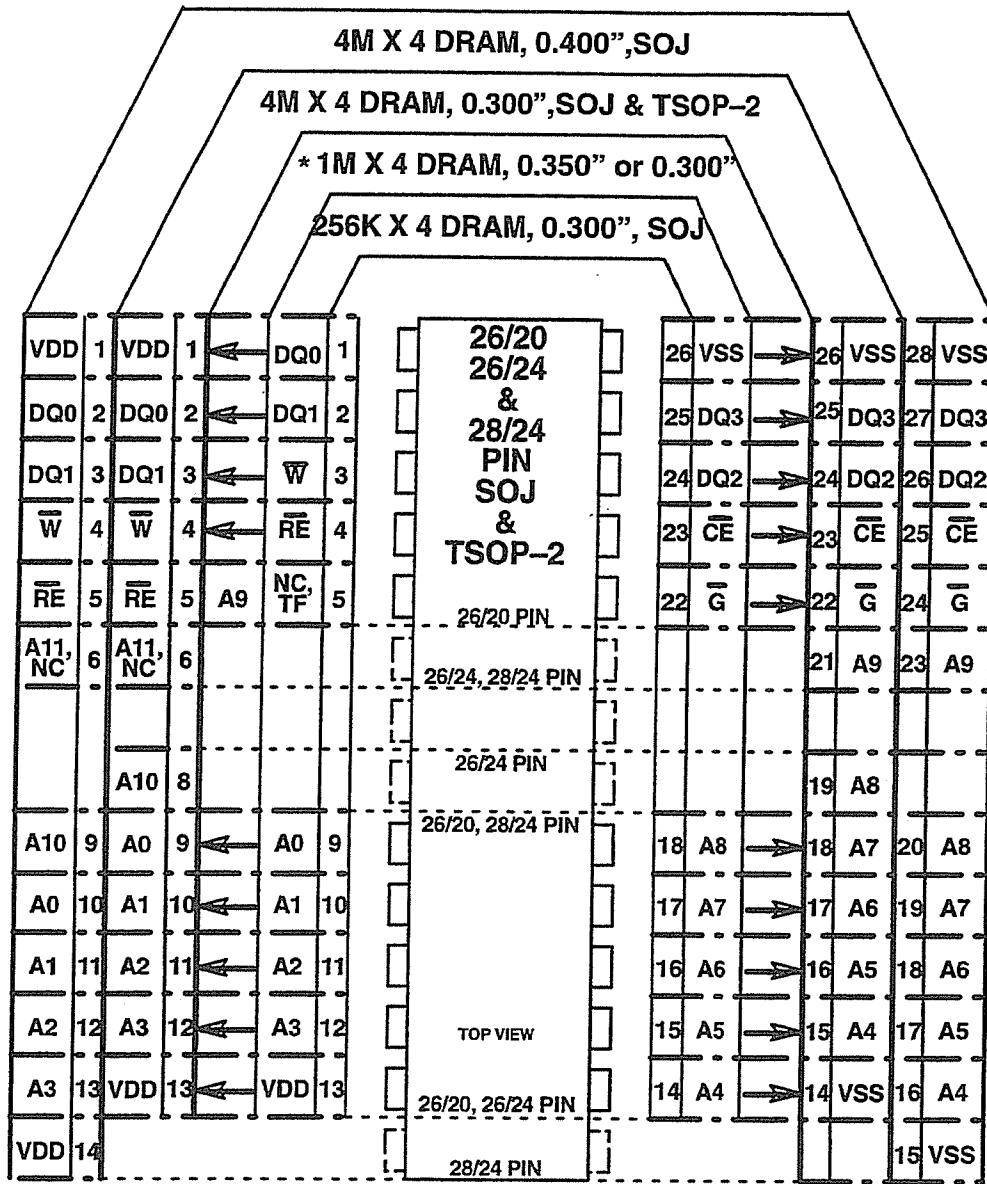 4M X 4 DRAM, 0.400”,SOJ
4M X 4 DRAM, 0.300”,SOJ & TSOP–2
* 1M X 4 DRAM, 0.350” or 0.300”
256K X 4 DRAM, 0.300”, SOJ
VDD 1 VDD 1 DQ0 1 26/20 26 VSS 26 VSS 28 VSS
26/24
DQ0 2 DQ0 2 DQ1 2 & 25 DQ3 25 DQ3 27 DQ3
28/24
DQ1 3 DQ1 3 W̅ 3 PIN 24 DQ2 24 DQ2 26 DQ2
SOJ
W̅ 4 W̅ 4 R̅E̅ 4 & 23 C̅E̅ 23 C̅E̅ 25 C̅E̅
TSOP–2
R̅E̅ 5 R̅E̅ 5 A9 NC, TF 5 22 G̅ 22 G̅ 24 G̅
26/20 PIN
A11, NC 6 A11, NC 6 21 A9 23 A9
26/24, 28/24 PIN
26/24 PIN
A10 8 19 A8
26/20, 28/24 PIN
A10 9 A0 9 A0 9 18 A8 18 A7 20 A8
A0 10 A1 10 A1 10 17 A7 17 A6 19 A7
A1 11 A2 11 A2 11 16 A6 16 A5 18 A6
A2 12 A3 12 A3 12 TOP VIEW 15 A5 15 A4 17 A5
A3 13 VDD 13 VDD 13 14 A4 14 VSS 16 A4
26/20, 26/24 PIN
VDD 14 15 VSS
28/24 PIN